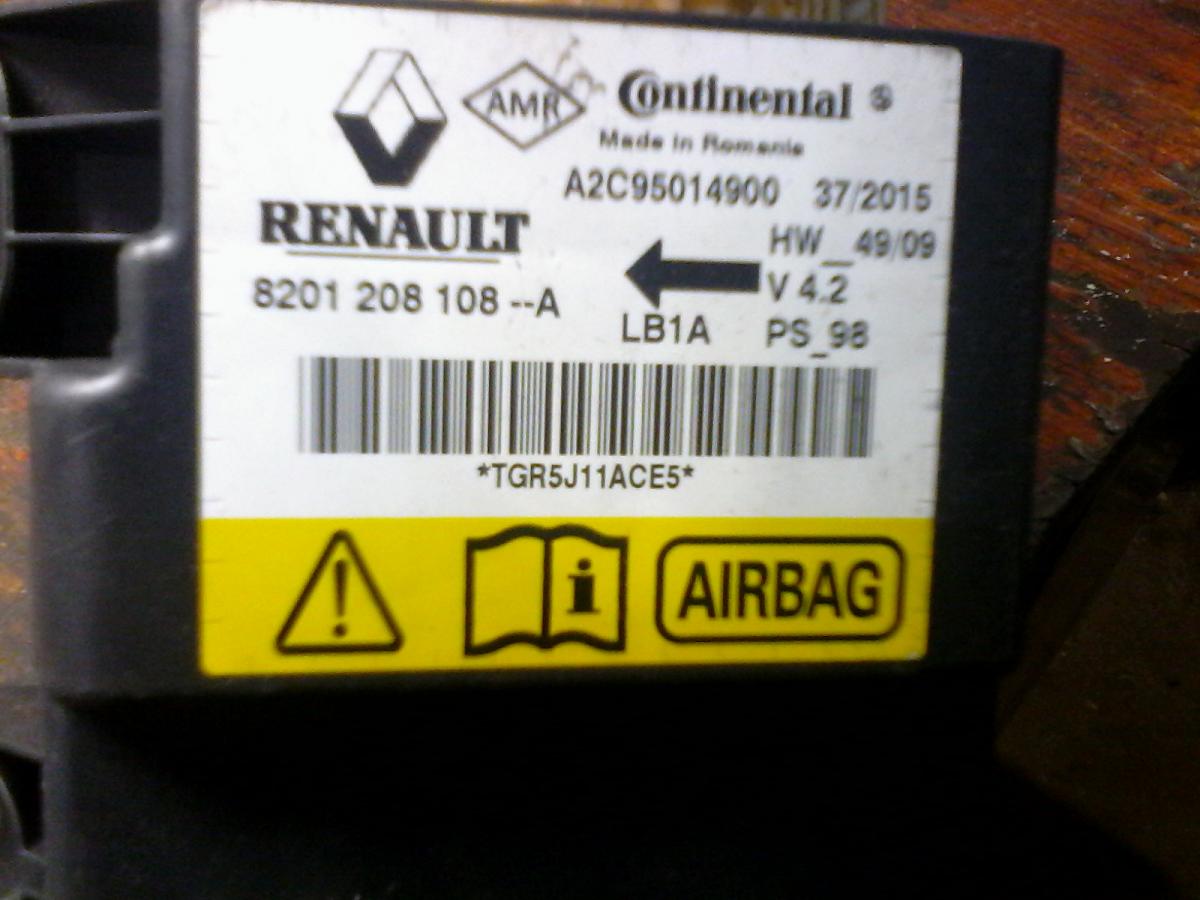 AMR
Continental
Made in Romania
A2C95014900 37/2015
RENAULT
HW__49/09
8201 208 108 --A
V 4.2
LB1A PS_98
*TGR5J11ACE5*
AIRBAG